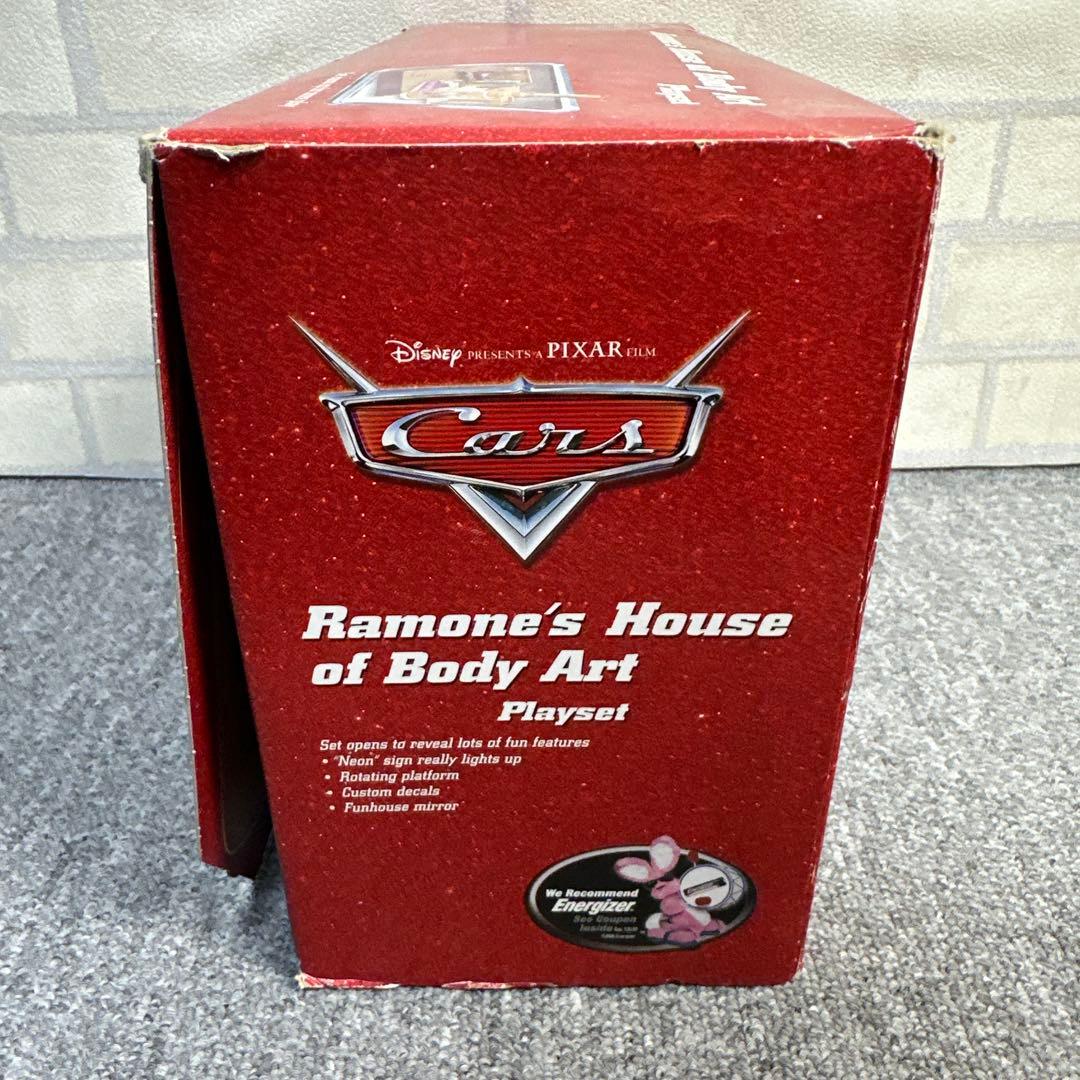 Disney PRESENTS A PIXAR FILM
Cars
Ramone's House
of Body Art
Playset
Set opens to reveal lots of fun features
• "Neon" sign really lights up
• Rotating platform
• Custom decals
• Funhouse mirror
We Recommend
Energizer
See Coupon
Inside